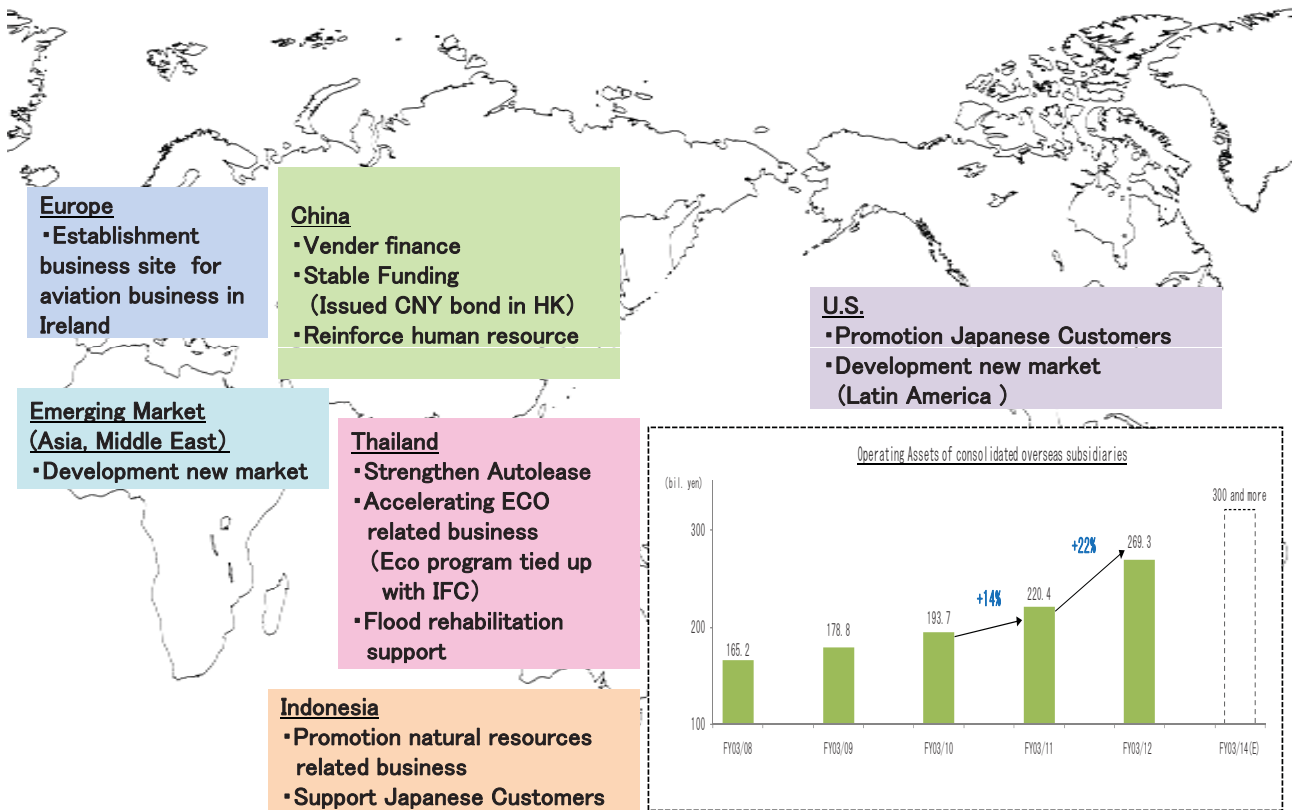 Europe
・Establishment
business site for
aviation business in
Ireland
China
・Vender finance
・Stable Funding
(Issued CNY bond in HK)
・Reinforce human resource
U.S.
・Promotion Japanese Customers
・Development new market
(Latin America )
Emerging Market
(Asia, Middle East)
・Development new market
Thailand
・Strengthen Autolease
・Accelerating ECO
related business
(Eco program tied up
with IFC)
・Flood rehabilitation
support
Indonesia
・Promotion natural resources
related business
・Support Japanese Customers
Operating Assets of consolidated overseas subsidiaries
(bil. yen)
300 and more
300
+22%
269.3
+14%
220.4
193.7
200
178.8
165.2
100
FY03/08 FY03/09 FY03/10 FY03/11 FY03/12 FY03/14(E)